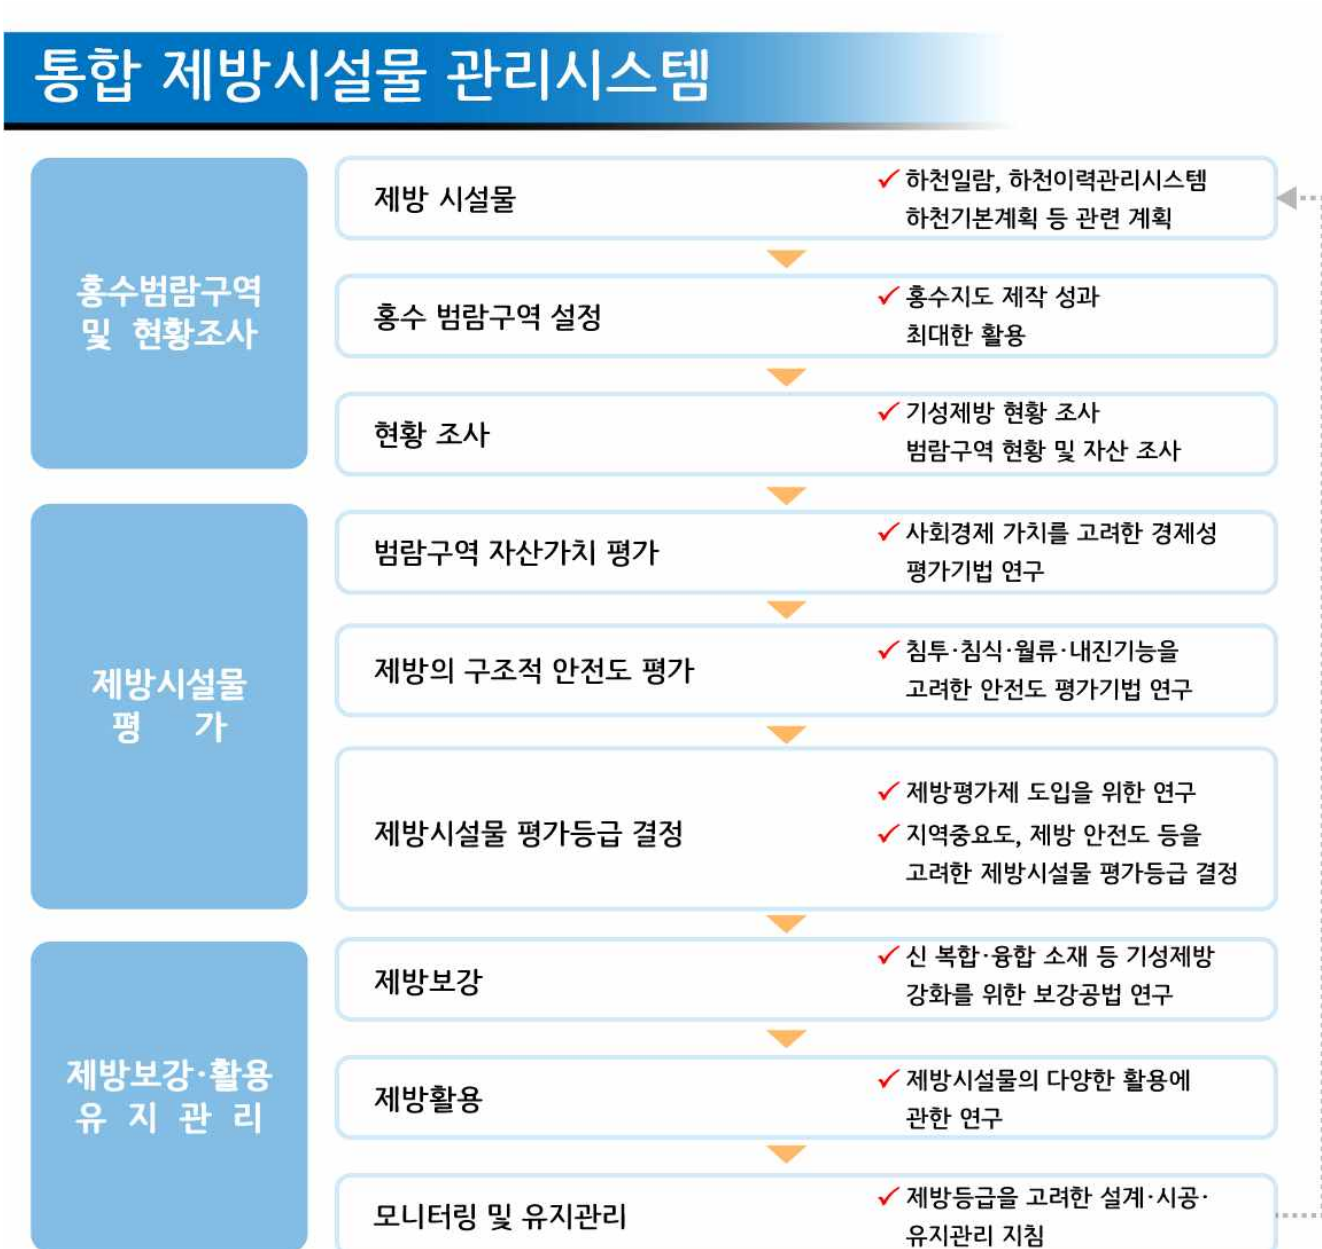 통합 제방시설물 관리시스템
홍수범람구역
및 현황조사
제방 시설물
✓ 하천일람, 하천이력관리시스템
하천기본계획 등 관련 계획
홍수 범람구역 설정
✓ 홍수지도 제작 성과
최대한 활용
현황 조사
✓ 기성제방 현황 조사
범람구역 현황 및 자산 조사
제방시설물
평 가
범람구역 자산가치 평가
✓ 사회경제 가치를 고려한 경제성
평가기법 연구
제방의 구조적 안전도 평가
✓ 침투·침식·월류·내진기능을
고려한 안전도 평가기법 연구
제방시설물 평가등급 결정
✓ 제방평가제 도입을 위한 연구
✓ 지역중요도, 제방 안전도 등을
고려한 제방시설물 평가등급 결정
제방보강·활용
유 지 관 리
제방보강
✓ 신 복합·융합 소재 등 기성제방
강화를 위한 보강공법 연구
제방활용
✓ 제방시설물의 다양한 활용에
관한 연구
모니터링 및 유지관리
✓ 제방등급을 고려한 설계·시공·
유지관리 지침